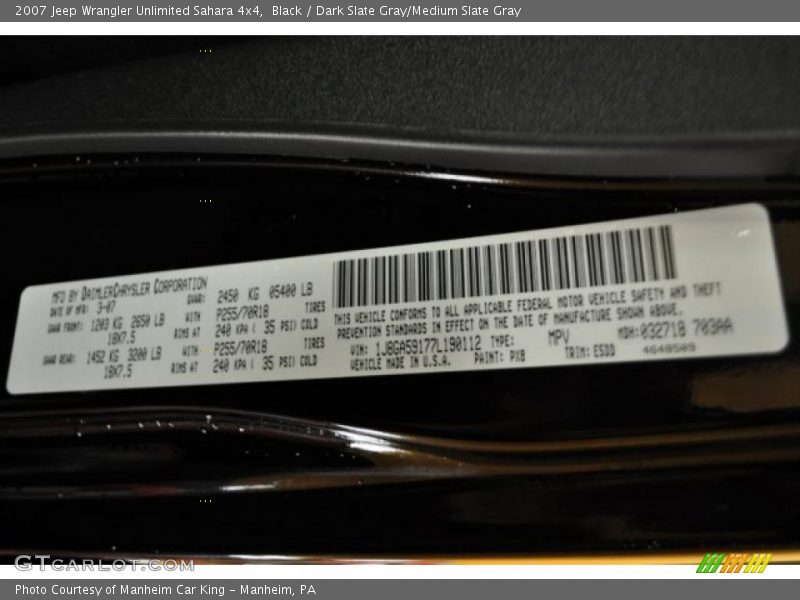 2007 Jeep Wrangler Unlimited Sahara 4x4, Black / Dark Slate Gray/Medium Slate Gray
MFD BY DAIMLERCHRYSLER CORPORATION
DATE OF MFR: 3-07 GVWR: 2450 KG 05400 LB
GAWR FRONT: 1203 KG 2650 LB WITH P255/70R18 TIRES
18X7.5 RIMS AT 240 KPA ( 35 PSI) COLD
GAWR REAR: 1452 KG 3200 LB WITH P255/70R18 TIRES
18X7.5 RIMS AT 240 KPA ( 35 PSI) COLD
THIS VEHICLE CONFORMS TO ALL APPLICABLE FEDERAL MOTOR VEHICLE SAFETY AND THEFT
PREVENTION STANDARDS IN EFFECT ON THE DATE OF MANUFACTURE SHOWN ABOVE.
VIN: 1J8GA59177L190112 TYPE: MPV MDH: 032718 703AA
VEHICLE MADE IN U.S.A. PAINT: PX8 TRIM: E5DD 4648503
GTCARLOT.COM
Photo Courtesy of Manheim Car King - Manheim, PA